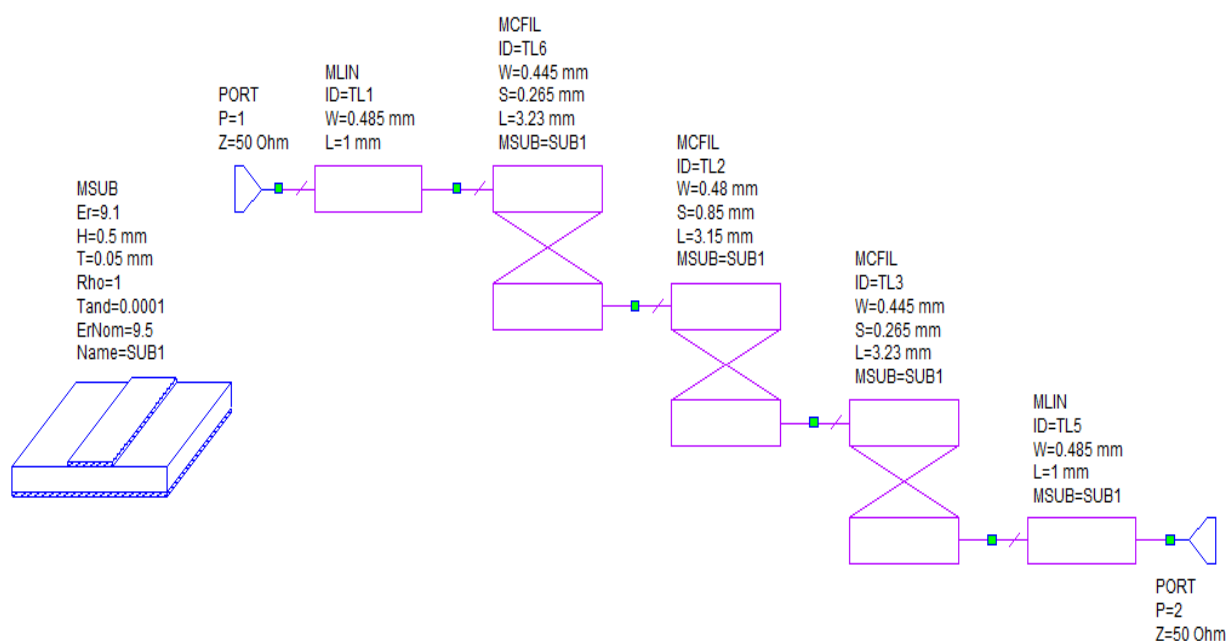 MCFIL
ID=TL6
W=0.445 mm
S=0.265 mm
L=3.23 mm
MSUB=SUB1
MLIN
ID=TL1
W=0.485 mm
L=1 mm
PORT
P=1
Z=50 Ohm
MSUB
Er=9.1
H=0.5 mm
T=0.05 mm
Rho=1
Tand=0.0001
ErNom=9.5
Name=SUB1
MCFIL
ID=TL2
W=0.48 mm
S=0.85 mm
L=3.15 mm
MSUB=SUB1
MCFIL
ID=TL3
W=0.445 mm
S=0.265 mm
L=3.23 mm
MSUB=SUB1
MLIN
ID=TL5
W=0.485 mm
L=1 mm
MSUB=SUB1
PORT
P=2
Z=50 Ohm